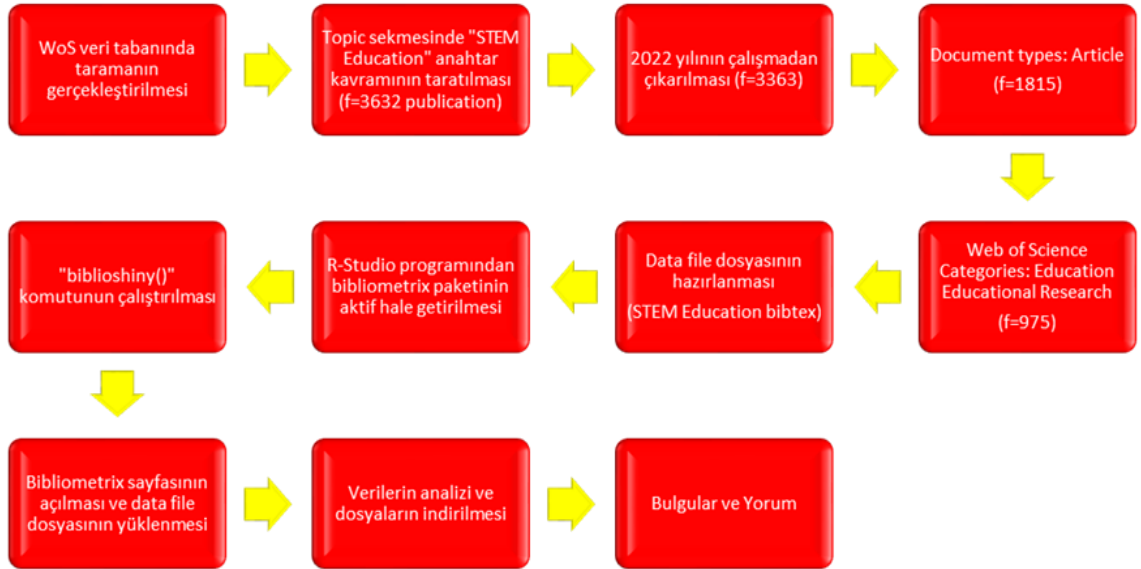 WoS veri tabanında
taramanın
gerçekleştirilmesi
Topic sekmesinde "STEM
Education" anahtar
kavramının taratılması
(f=3632 publication)
2022 yılının çalışmadan
çıkarılması (f=3363)
Document types: Article
(f=1815)
Web of Science
Categories: Education
Educational Research
(f=975)
Data file dosyasının
hazırlanması
(STEM Education bibtex)
R-Studio programından
bibliometrix paketinin
aktif hale getirilmesi
"biblioshiny()"
komutunun çalıştırılması
Bibliometrix sayfasının
açılması ve data file
dosyasının yüklenmesi
Verilerin analizi ve
dosyaların indirilmesi
Bulgular ve Yorum